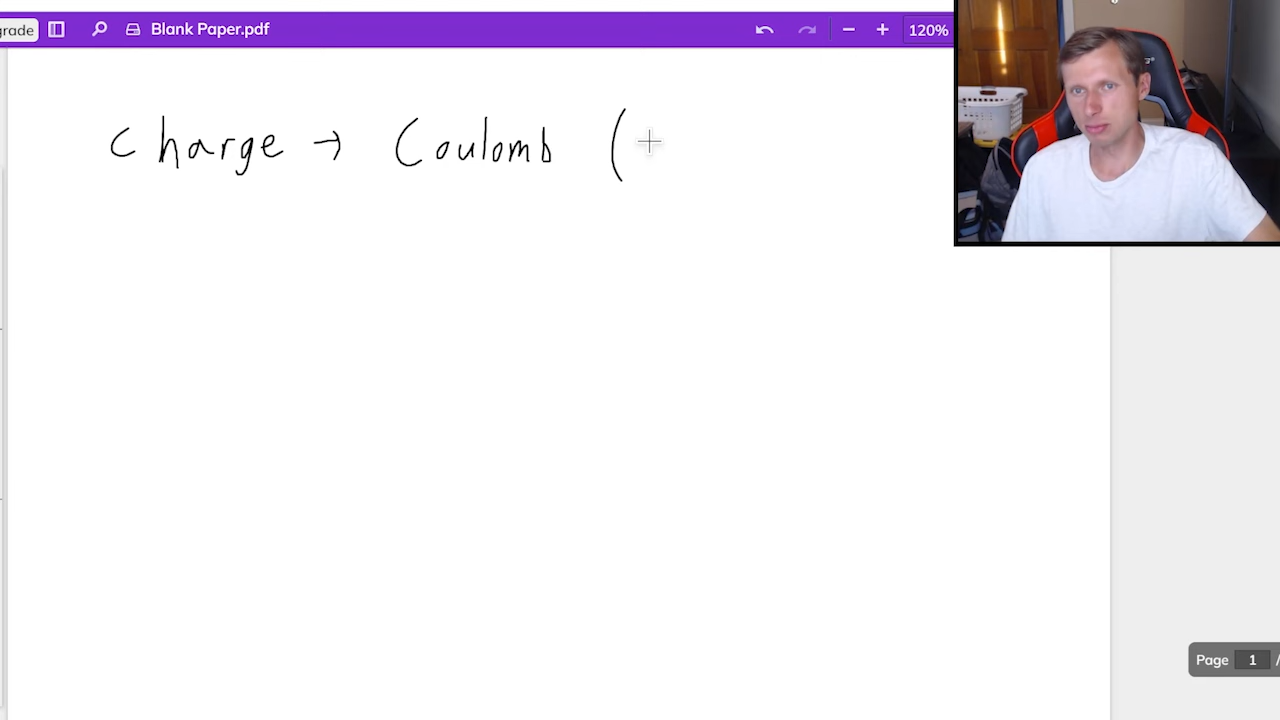 grade Blank Paper.pdf 120%
charge → Coulomb (
Page 1 /